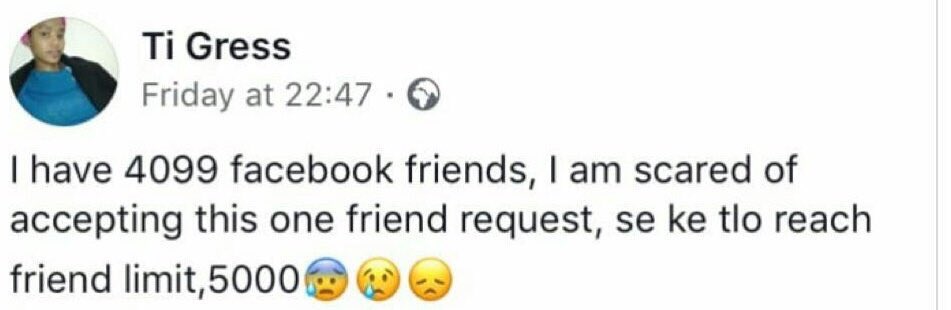 Ti Gress
Friday at 22:47 ·
I have 4099 facebook friends, I am scared of
accepting this one friend request, se ke tlo reach
friend limit,5000😰😢😞